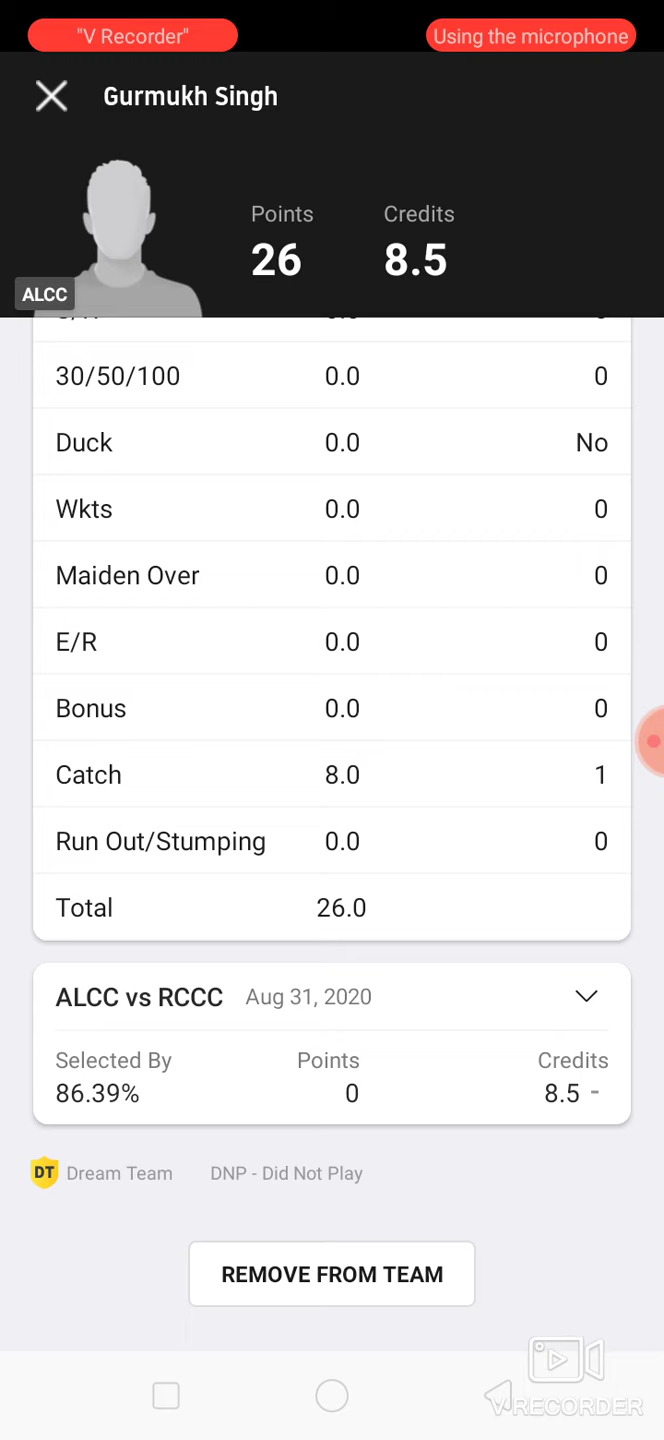 "V Recorder" Using the microphone
Gurmukh Singh
Points Credits
26 8.5
ALCC
30/50/100 0.0 0
Duck 0.0 No
Wkts 0.0 0
Maiden Over 0.0 0
E/R 0.0 0
Bonus 0.0 0
Catch 8.0 1
Run Out/Stumping 0.0 0
Total 26.0
ALCC vs RCCC Aug 31, 2020
Selected By Points Credits
86.39% 0 8.5 -
DT Dream Team DNP - Did Not Play
REMOVE FROM TEAM
VRECORDER